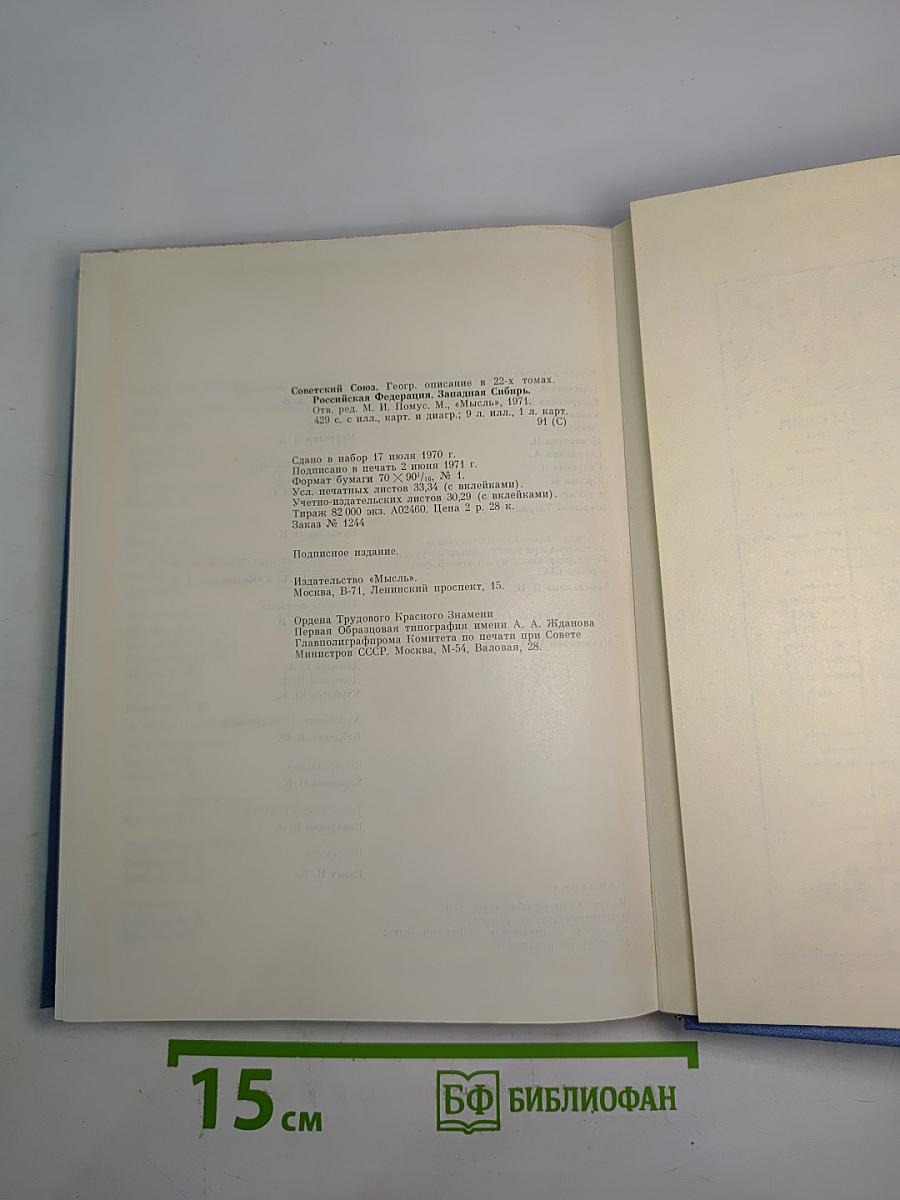 Советский Союз. Геогр. описание в 22-х томах.
Российская Федерация. Западная Сибирь.
Отв. ред. М. И. Помус. М., «Мысль», 1971.
429 с. с илл., карт. и диагр.; 9 л. илл., 1 л. карт.
91 (С)
Сдано в набор 17 июля 1970 г.
Подписано в печать 2 июня 1971 г.
Формат бумаги 70 × 90¹/₁₆. № 1.
Усл. печатных листов 33,34 (с вклейками).
Учетно-издательских листов 30,29 (с вклейками).
Тираж 82 000 экз. А02460. Цена 2 р. 28 к.
Заказ № 1244
Подписное издание.
Издательство «Мысль».
Москва, В-71, Ленинский проспект, 15.
Ордена Трудового Красного Знамени
Первая Образцовая типография имени А. А. Жданова
Главполиграфпрома Комитета по печати при Совете
Министров СССР. Москва, М-54, Валовая, 28.
15 см
БФ БИБЛИОФАН